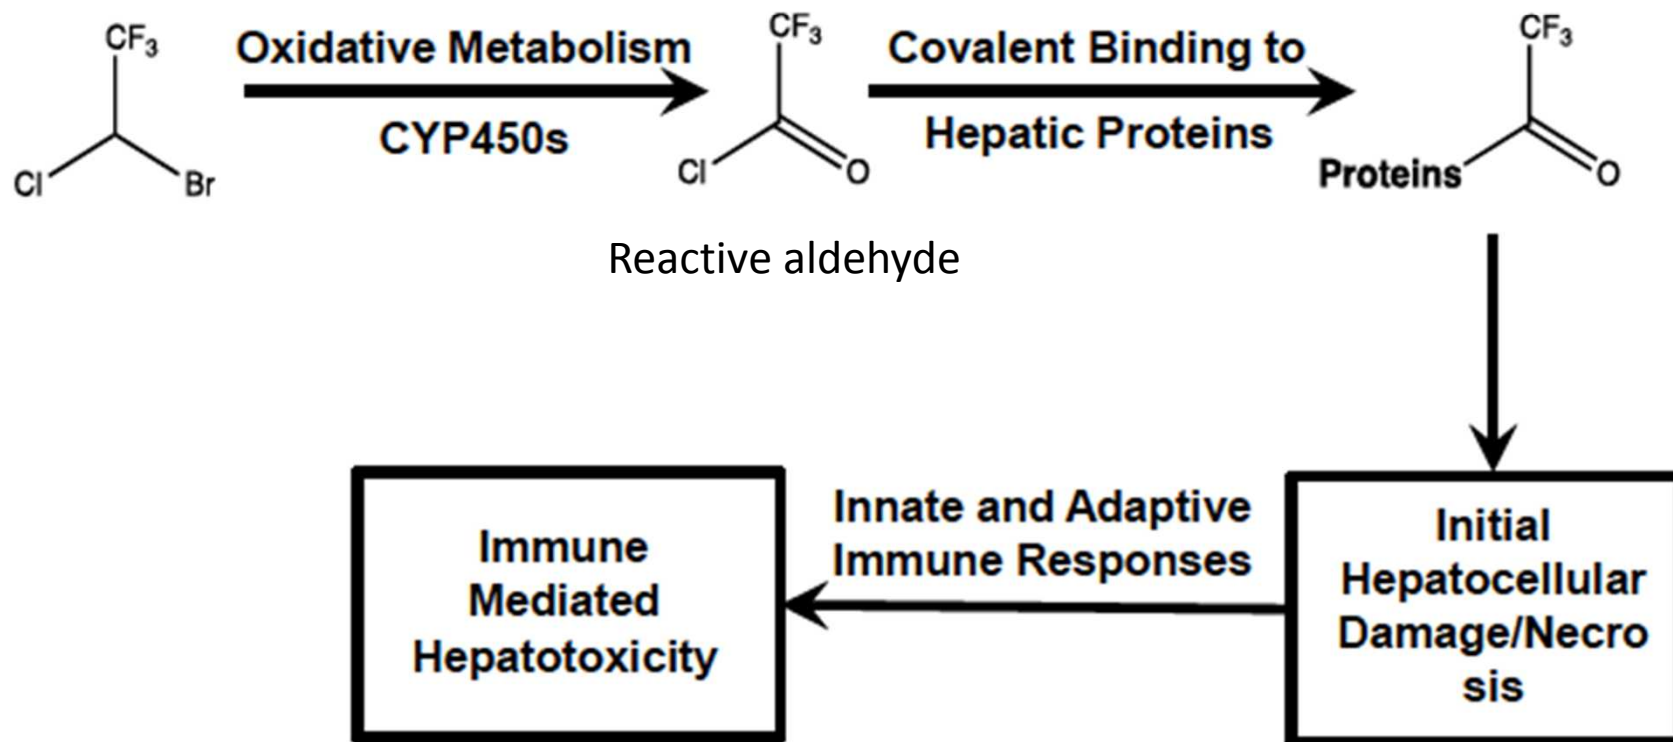 CF3
Cl
Br
Oxidative Metabolism
CYP450s
CF3
Cl
O
Reactive aldehyde
Covalent Binding to
Hepatic Proteins
CF3
Proteins
O
Initial
Hepatocellular
Damage/Necro
sis
Innate and Adaptive
Immune Responses
Immune
Mediated
Hepatotoxicity